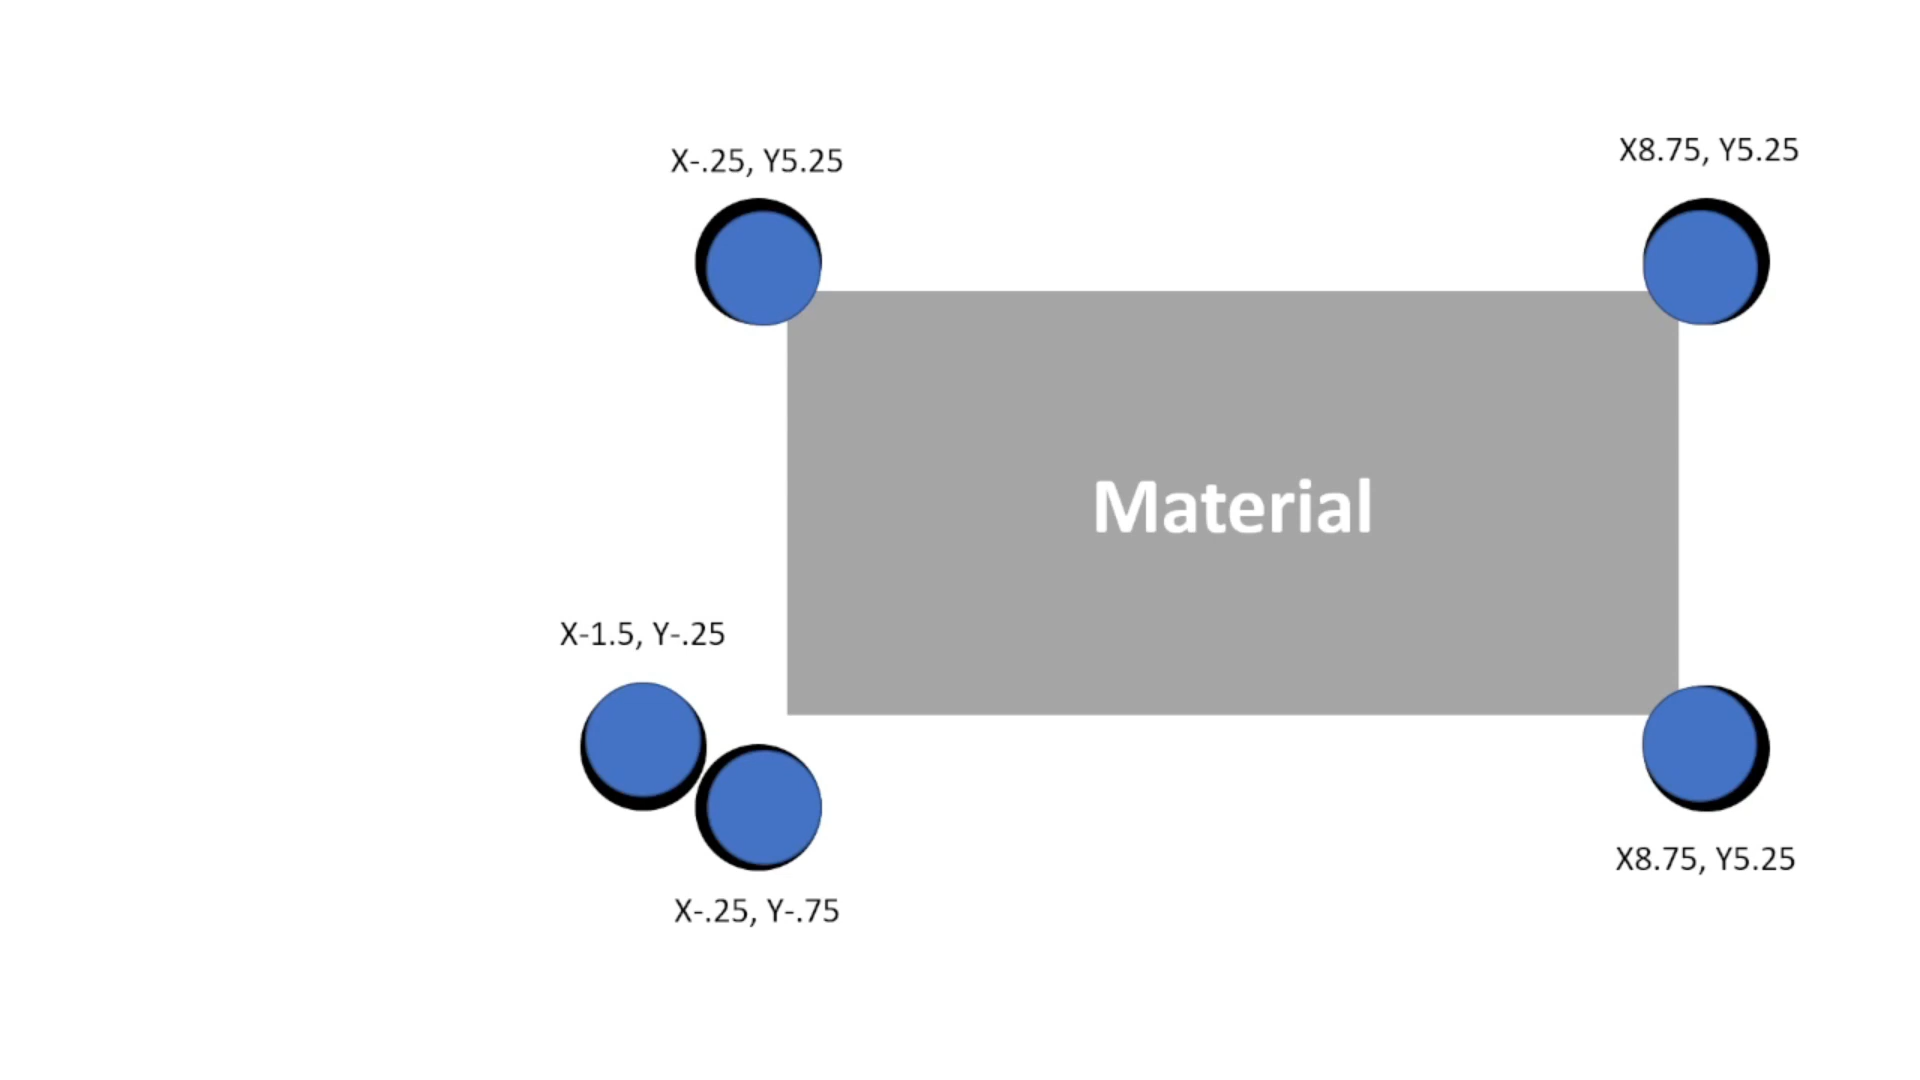 X-.25, Y5.25
X8.75, Y5.25
Material
X-1.5, Y-.25
X8.75, Y5.25
X-.25, Y-.75